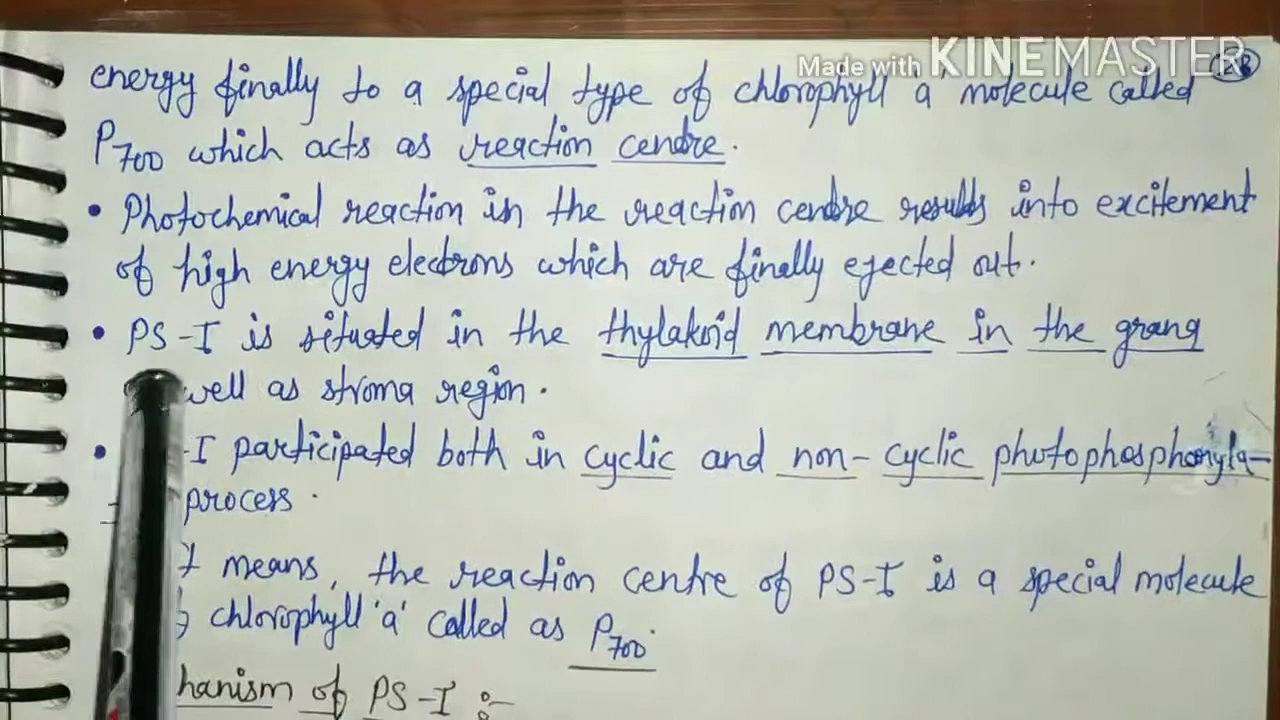 Made with KINEMASTER
energy finally to a special type of chlorophyll 'a' molecule called
P700 which acts as reaction centre.
• Photochemical reaction in the reaction centre results into excitement
of high energy electrons which are finally ejected out.
• PS-I is situated in the thylakoid membrane in the grana
well as stroma region.
• -I participated both in cyclic and non-cyclic photophosphoryla-
process.
means, the reaction centre of PS-I is a special molecule
chlorophyll 'a' called as P700.
hanism of PS-I :-